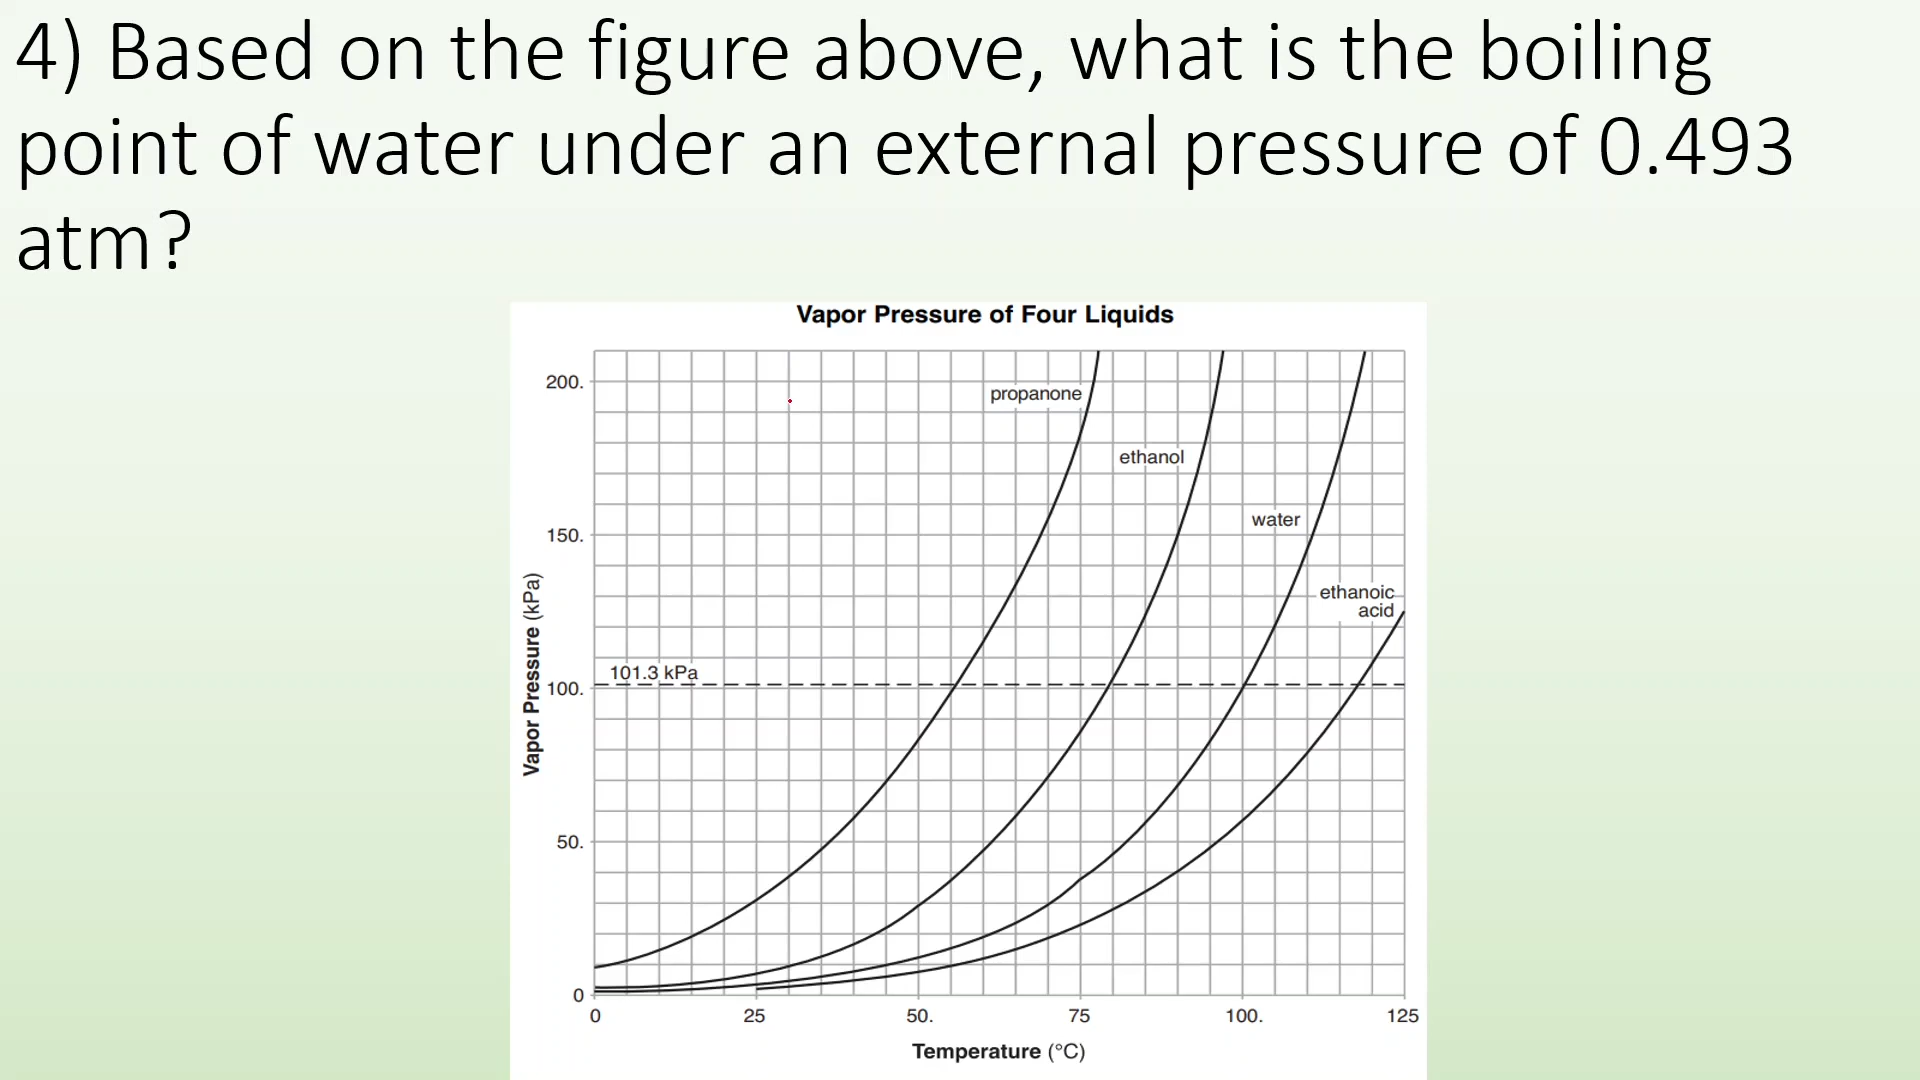 4) Based on the figure above, what is the boiling
point of water under an external pressure of 0.493
atm?
Vapor Pressure of Four Liquids
200.
propanone
ethanol
water
150.
ethanoic
acid
Vapor Pressure (kPa)
101.3 kPa
100.
50.
0
0 25 50. 75 100. 125
Temperature (°C)